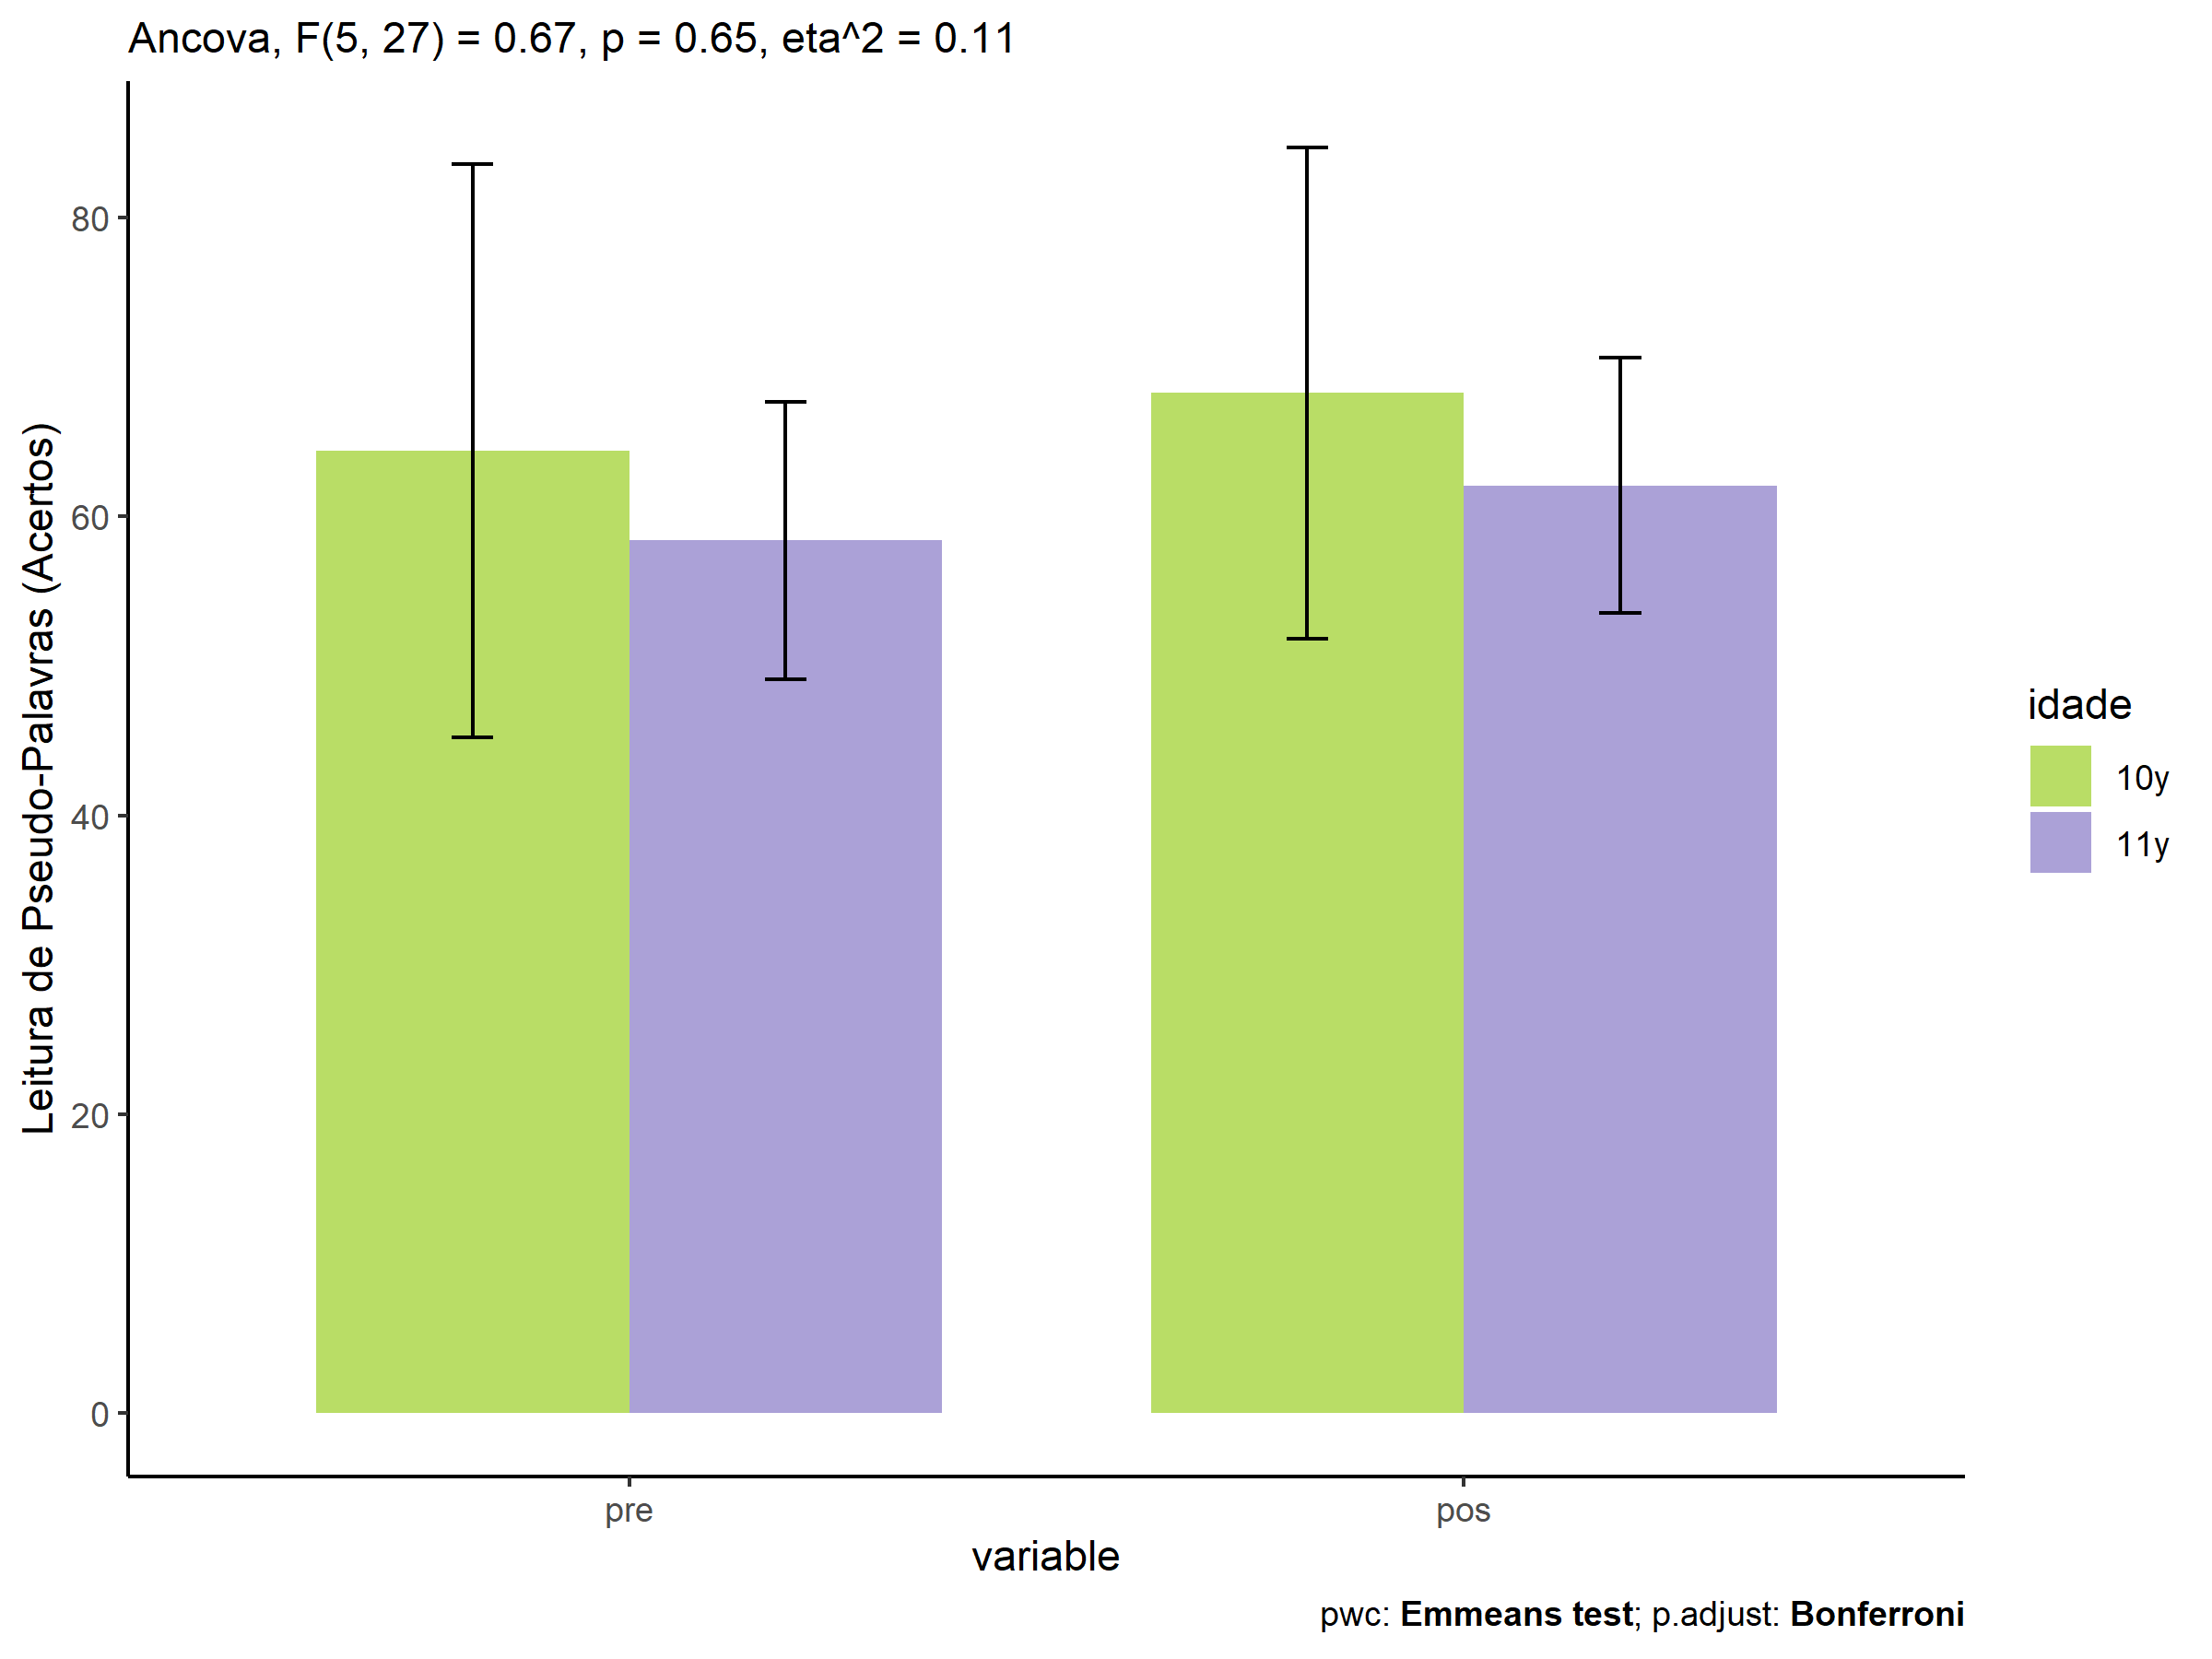 Ancova, F(5, 27) = 0.67, p = 0.65, eta^2 = 0.11
Leitura de Pseudo-Palavras (Acertos)
80
60
40
20
0
pre
pos
variable
idade
10y
11y
pwc: Emmeans test; p.adjust: Bonferroni